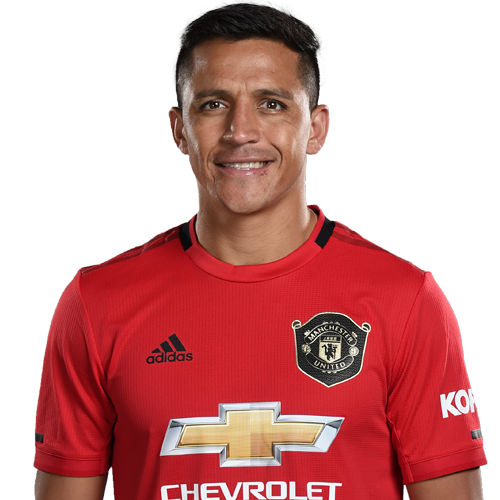 adidas
MANCHESTER
UNITED
KOH
CHEVROLET